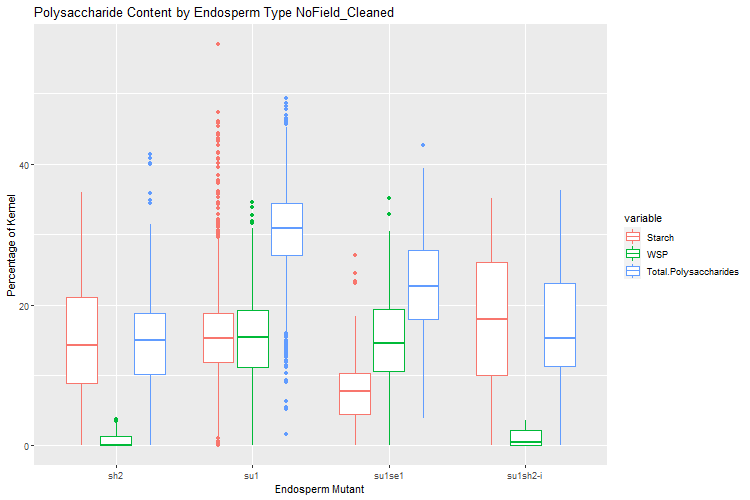 Polysaccharide Content by Endosperm Type NoField_Cleaned
Percentage of Kernel
40
20
0
sh2
su1
su1se1
su1sh2-i
Endosperm Mutant
variable
Starch
WSP
Total.Polysaccharides